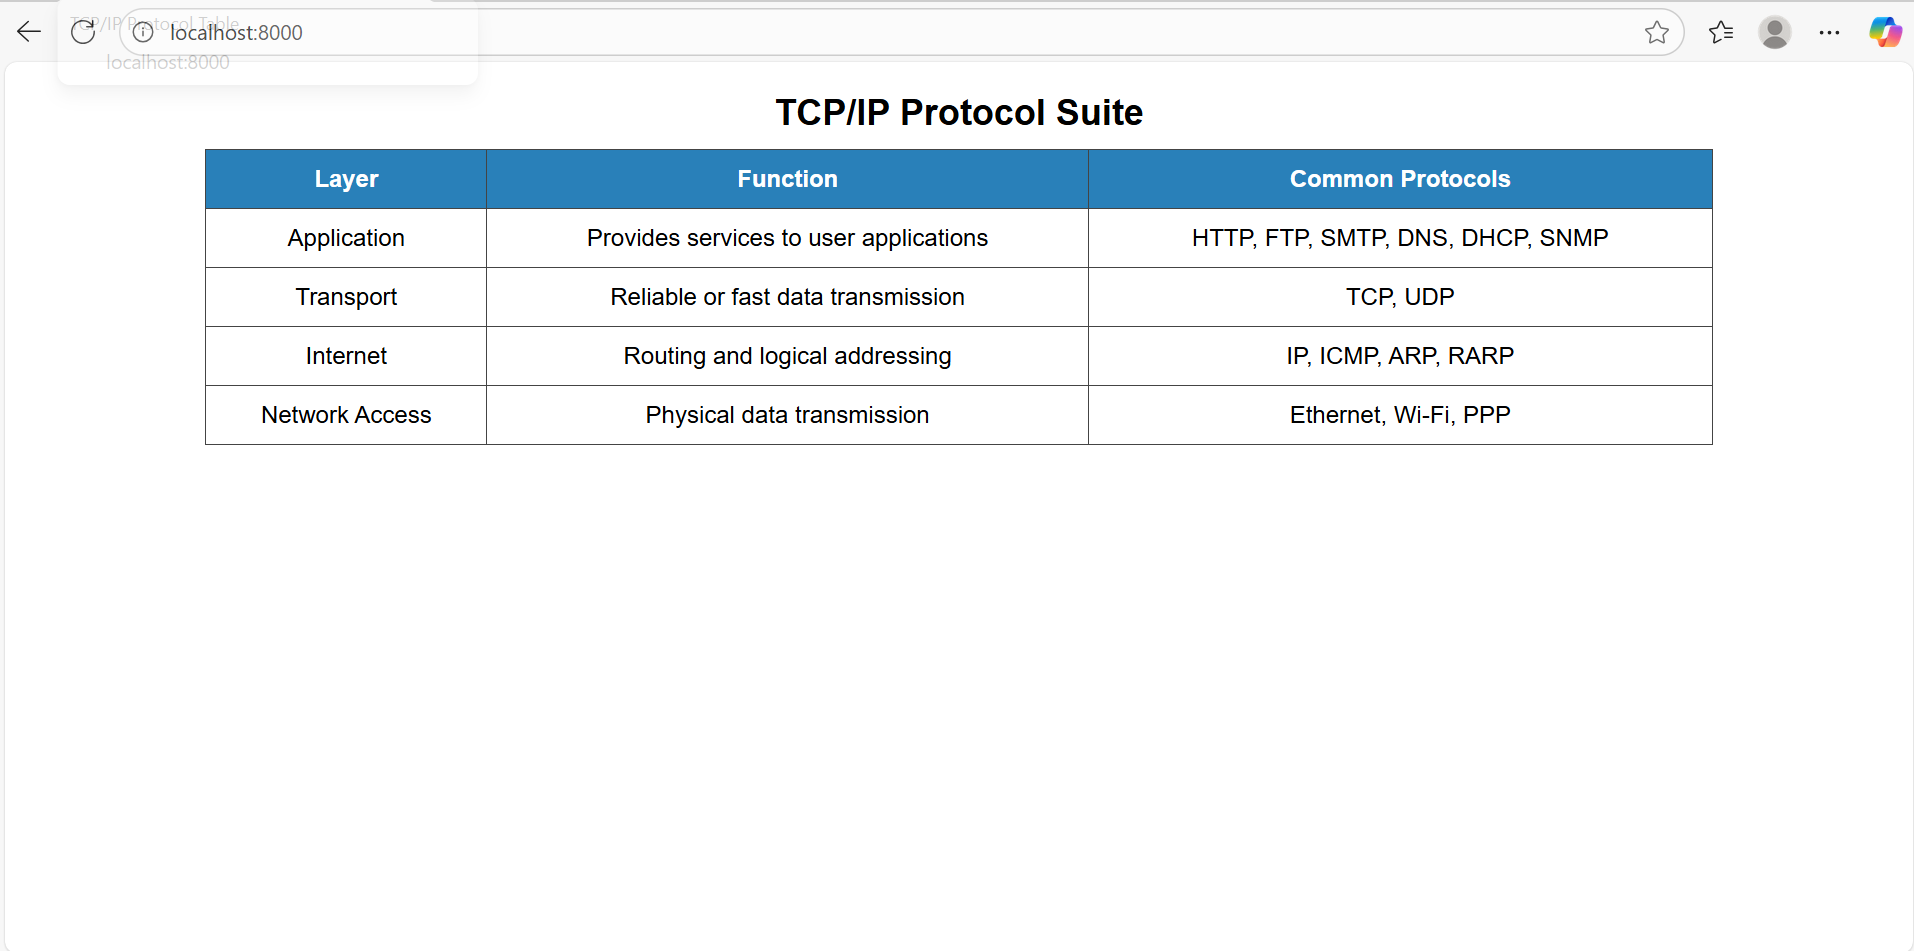 TCP/IP Protocol Table
localhost:8000
localhost:8000
TCP/IP Protocol Suite
Layer Function Common Protocols
Application Provides services to user applications HTTP, FTP, SMTP, DNS, DHCP, SNMP
Transport Reliable or fast data transmission TCP, UDP
Internet Routing and logical addressing IP, ICMP, ARP, RARP
Network Access Physical data transmission Ethernet, Wi-Fi, PPP